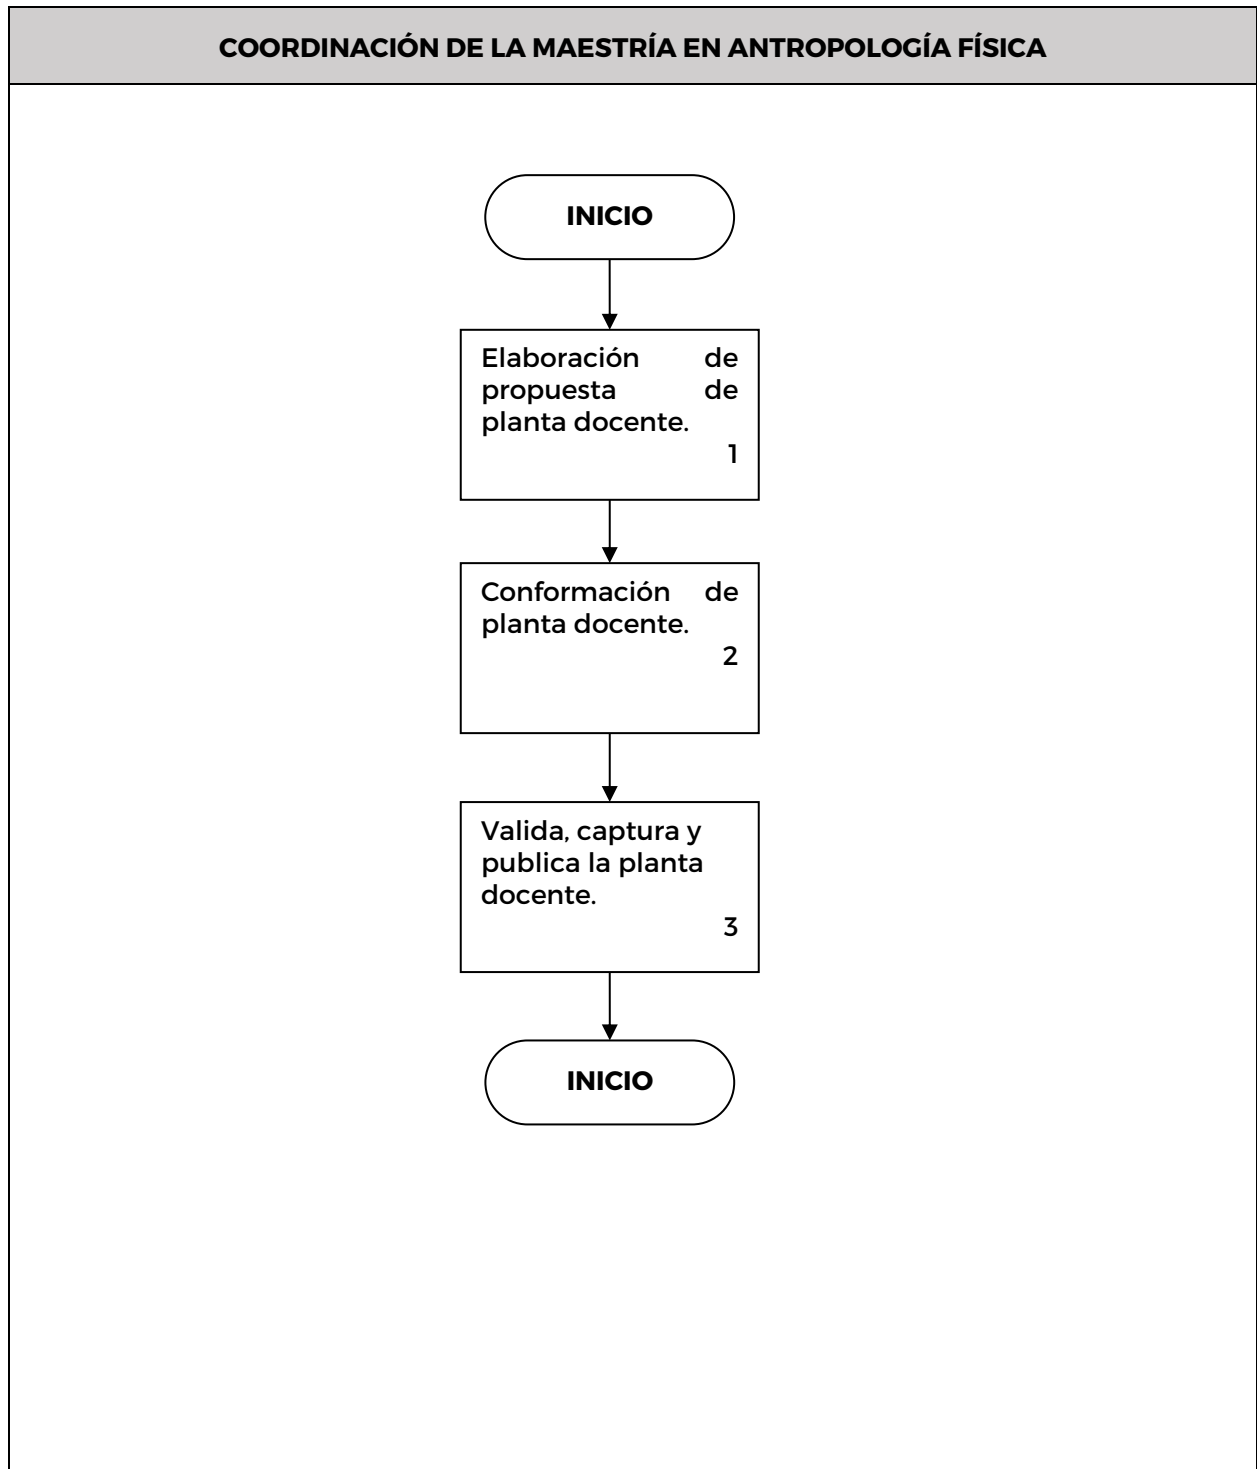 COORDINACIÓN DE LA MAESTRÍA EN ANTROPOLOGÍA FÍSICA
INICIO
Elaboración de
propuesta de
planta docente.
1
Conformación de
planta docente.
2
Valida, captura y
publica la planta
docente.
3
INICIO